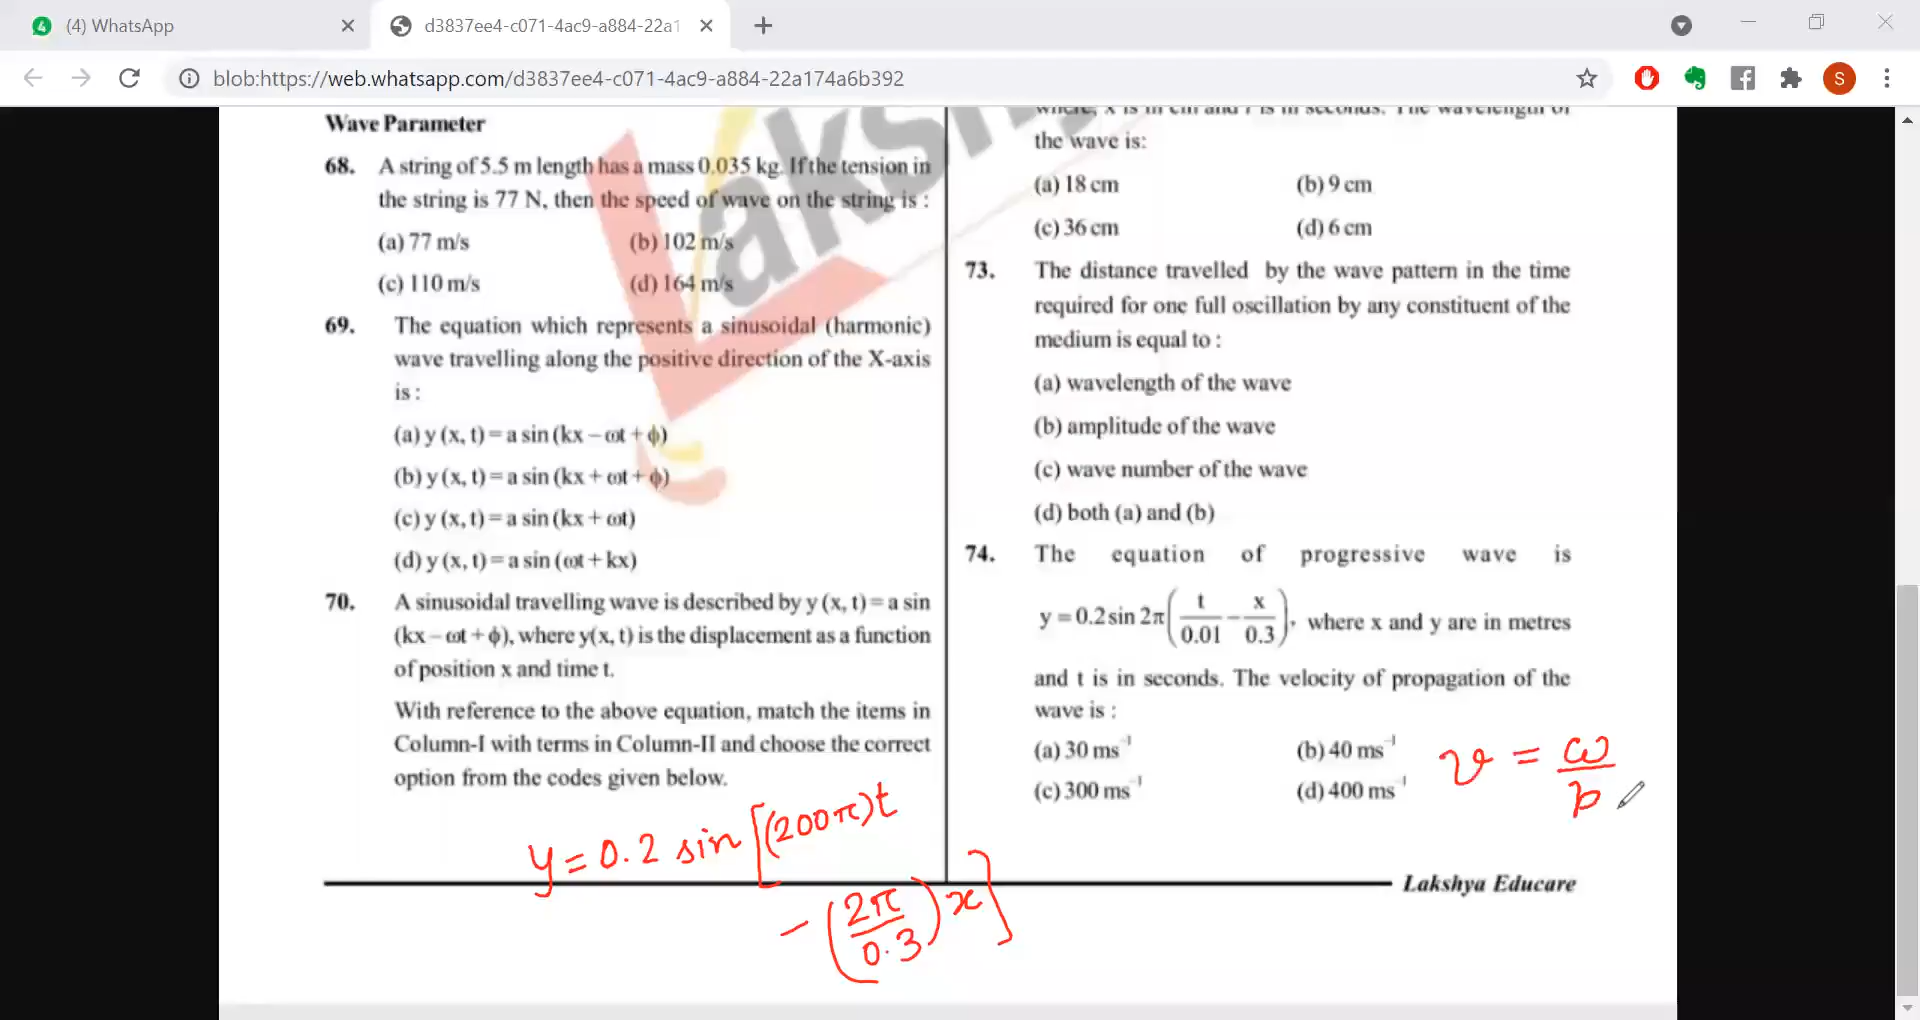 (4) WhatsApp
d3837ee4-c071-4ac9-a884-22a1
blob:https://web.whatsapp.com/d3837ee4-c071-4ac9-a884-22a174a6b392
S
Wave Parameter
68. A string of 5.5 m length has a mass 0.035 kg. If the tension in
the string is 77 N, then the speed of wave on the string is :
(a) 77 m/s (b) 102 m/s
(c) 110 m/s (d) 164 m/s
69. The equation which represents a sinusoidal (harmonic)
wave travelling along the positive direction of the X-axis
is :
(a) y (x, t) = a sin (kx – ωt + ϕ)
(b) y (x, t) = a sin (kx + ωt + ϕ)
(c) y (x, t) = a sin (kx + ωt)
(d) y (x, t) = a sin (ωt + kx)
70. A sinusoidal travelling wave is described by y (x, t) = a sin
(kx – ωt + ϕ), where y(x, t) is the displacement as a function
of position x and time t.
With reference to the above equation, match the items in
Column-I with terms in Column-II and choose the correct
option from the codes given below.
where, x is in cm and t is in seconds. The wavelength of
the wave is:
(a) 18 cm (b) 9 cm
(c) 36 cm (d) 6 cm
73. The distance travelled by the wave pattern in the time
required for one full oscillation by any constituent of the
medium is equal to :
(a) wavelength of the wave
(b) amplitude of the wave
(c) wave number of the wave
(d) both (a) and (b)
74. The equation of progressive wave is
y = 0.2 sin 2π(t/0.01 – x/0.3), where x and y are in metres
and t is in seconds. The velocity of propagation of the
wave is :
(a) 30 ms⁻¹ (b) 40 ms⁻¹
(c) 300 ms⁻¹ (d) 400 ms⁻¹
v = ω/k
y = 0.2 sin [(200π)t
– (2π/0.3)x]
Lakshya Educare
Laksh